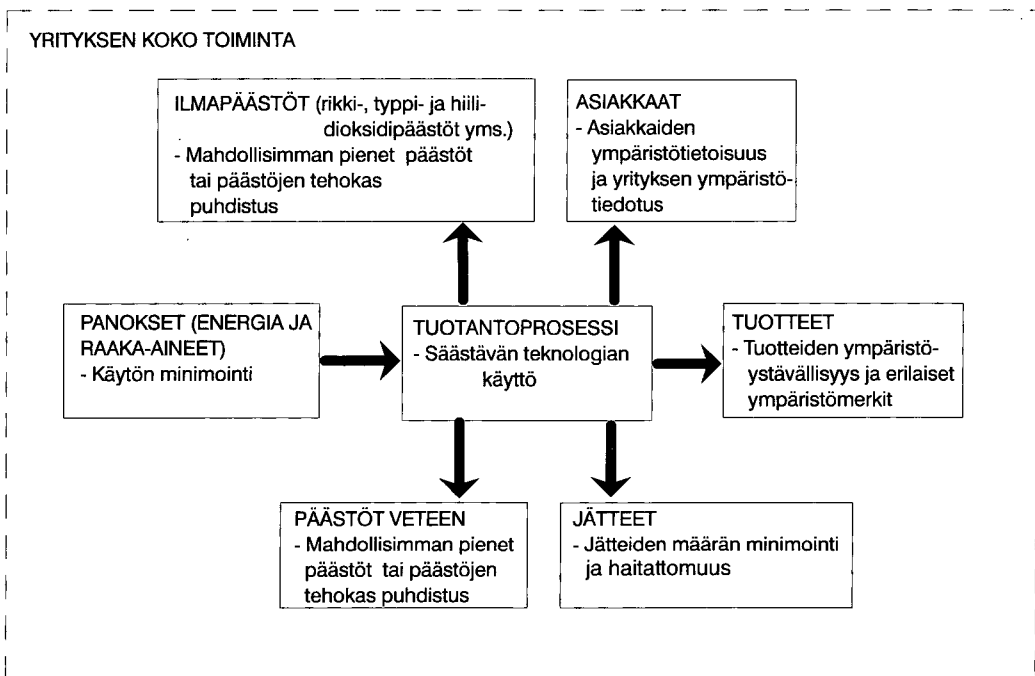 YRITYKSEN KOKO TOIMINTA
ILMAPÄÄSTÖT (rikki-, typpi- ja hiili-
dioksidipäästöt yms.)
- Mahdollisimman pienet päästöt
tai päästöjen tehokas
puhdistus
ASIAKKAAT
- Asiakkaiden
ympäristötietoisuus
ja yrityksen ympäristö-
tiedotus
PANOKSET (ENERGIA JA
RAAKA-AINEET)
- Käytön minimointi
TUOTANTOPROSESSI
- Säästävän teknologian
käyttö
TUOTTEET
- Tuotteiden ympäristö-
ystävällisyys ja erilaiset
ympäristömerkit
PÄÄSTÖT VETEEN
- Mahdollisimman pienet
päästöt tai päästöjen
tehokas puhdistus
JÄTTEET
- Jätteiden määrän minimointi
ja haitattomuus